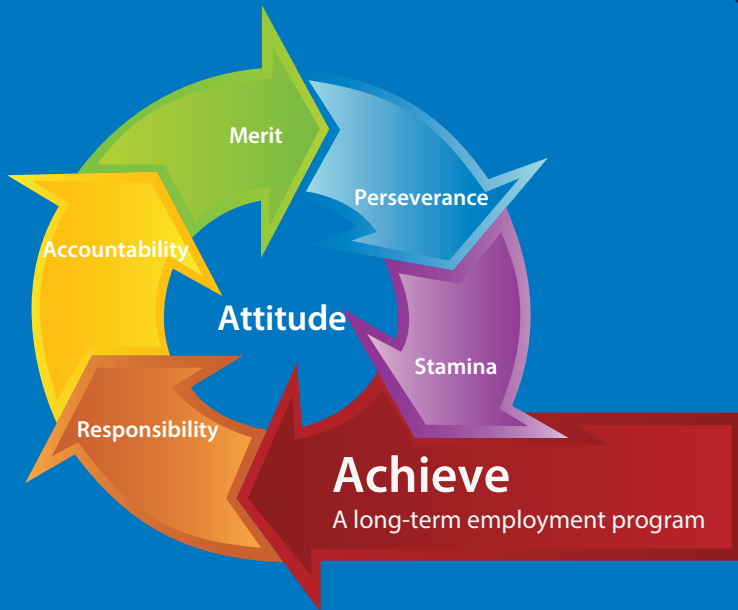 Merit
Perseverance
Accountability
Attitude
Stamina
Responsibility
Achieve
A long-term employment program